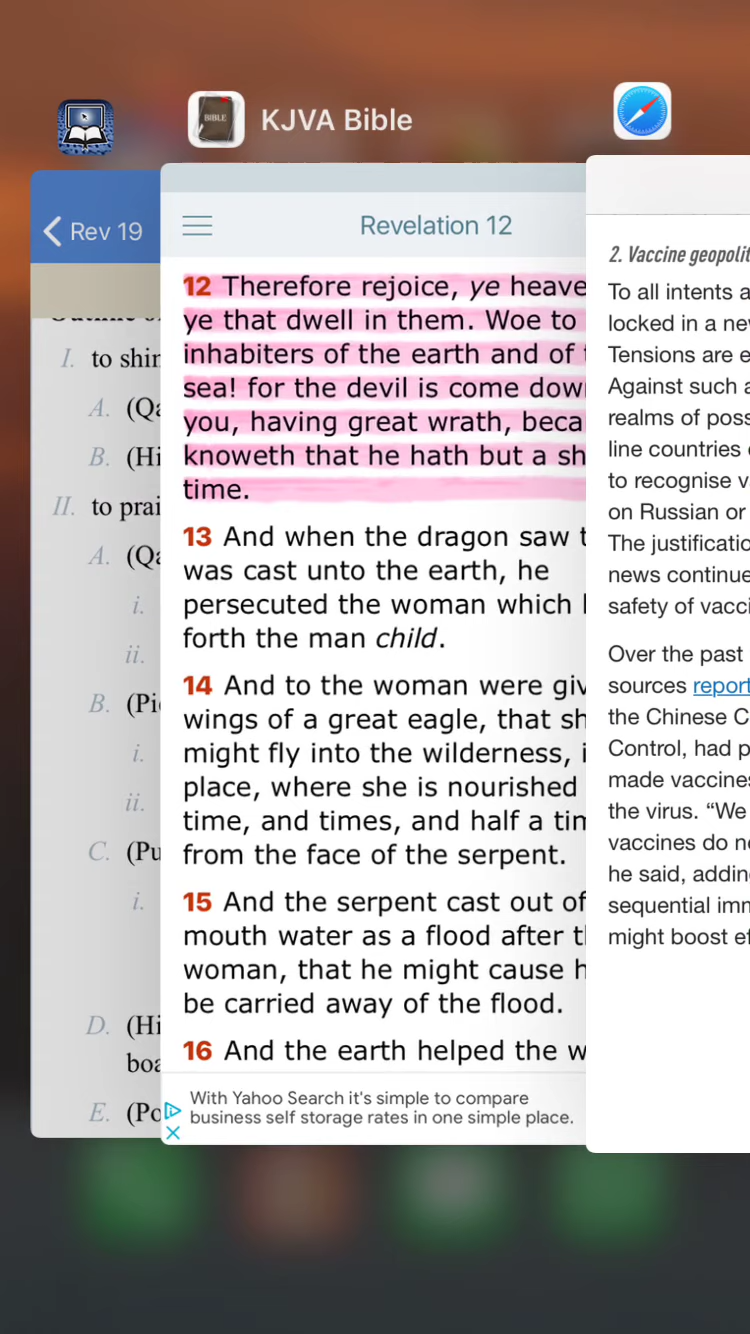 KJVA Bible
Rev 19
I. to shin
A. (Qa
B. (Hi
II. to prai
A. (Qa
i.
ii.
B. (Pi
i.
ii.
C. (Pu
i.
D. (Hi
boa
E. (Po
Revelation 12
12 Therefore rejoice, ye heave
ye that dwell in them. Woe to
inhabiters of the earth and of
sea! for the devil is come dow
you, having great wrath, beca
knoweth that he hath but a sh
time.
13 And when the dragon saw t
was cast unto the earth, he
persecuted the woman which
forth the man child.
14 And to the woman were giv
wings of a great eagle, that sh
might fly into the wilderness, i
place, where she is nourished
time, and times, and half a tim
from the face of the serpent.
15 And the serpent cast out of
mouth water as a flood after t
woman, that he might cause h
be carried away of the flood.
16 And the earth helped the w
With Yahoo Search it's simple to compare
business self storage rates in one simple place.
2. Vaccine geopolit
To all intents a
locked in a nev
Tensions are e
Against such a
realms of poss
line countries
to recognise v
on Russian or
The justificatio
news continue
safety of vacci
Over the past
sources report
the Chinese C
Control, had p
made vaccines
the virus. “We
vaccines do n
he said, adding
sequential imm
might boost ef